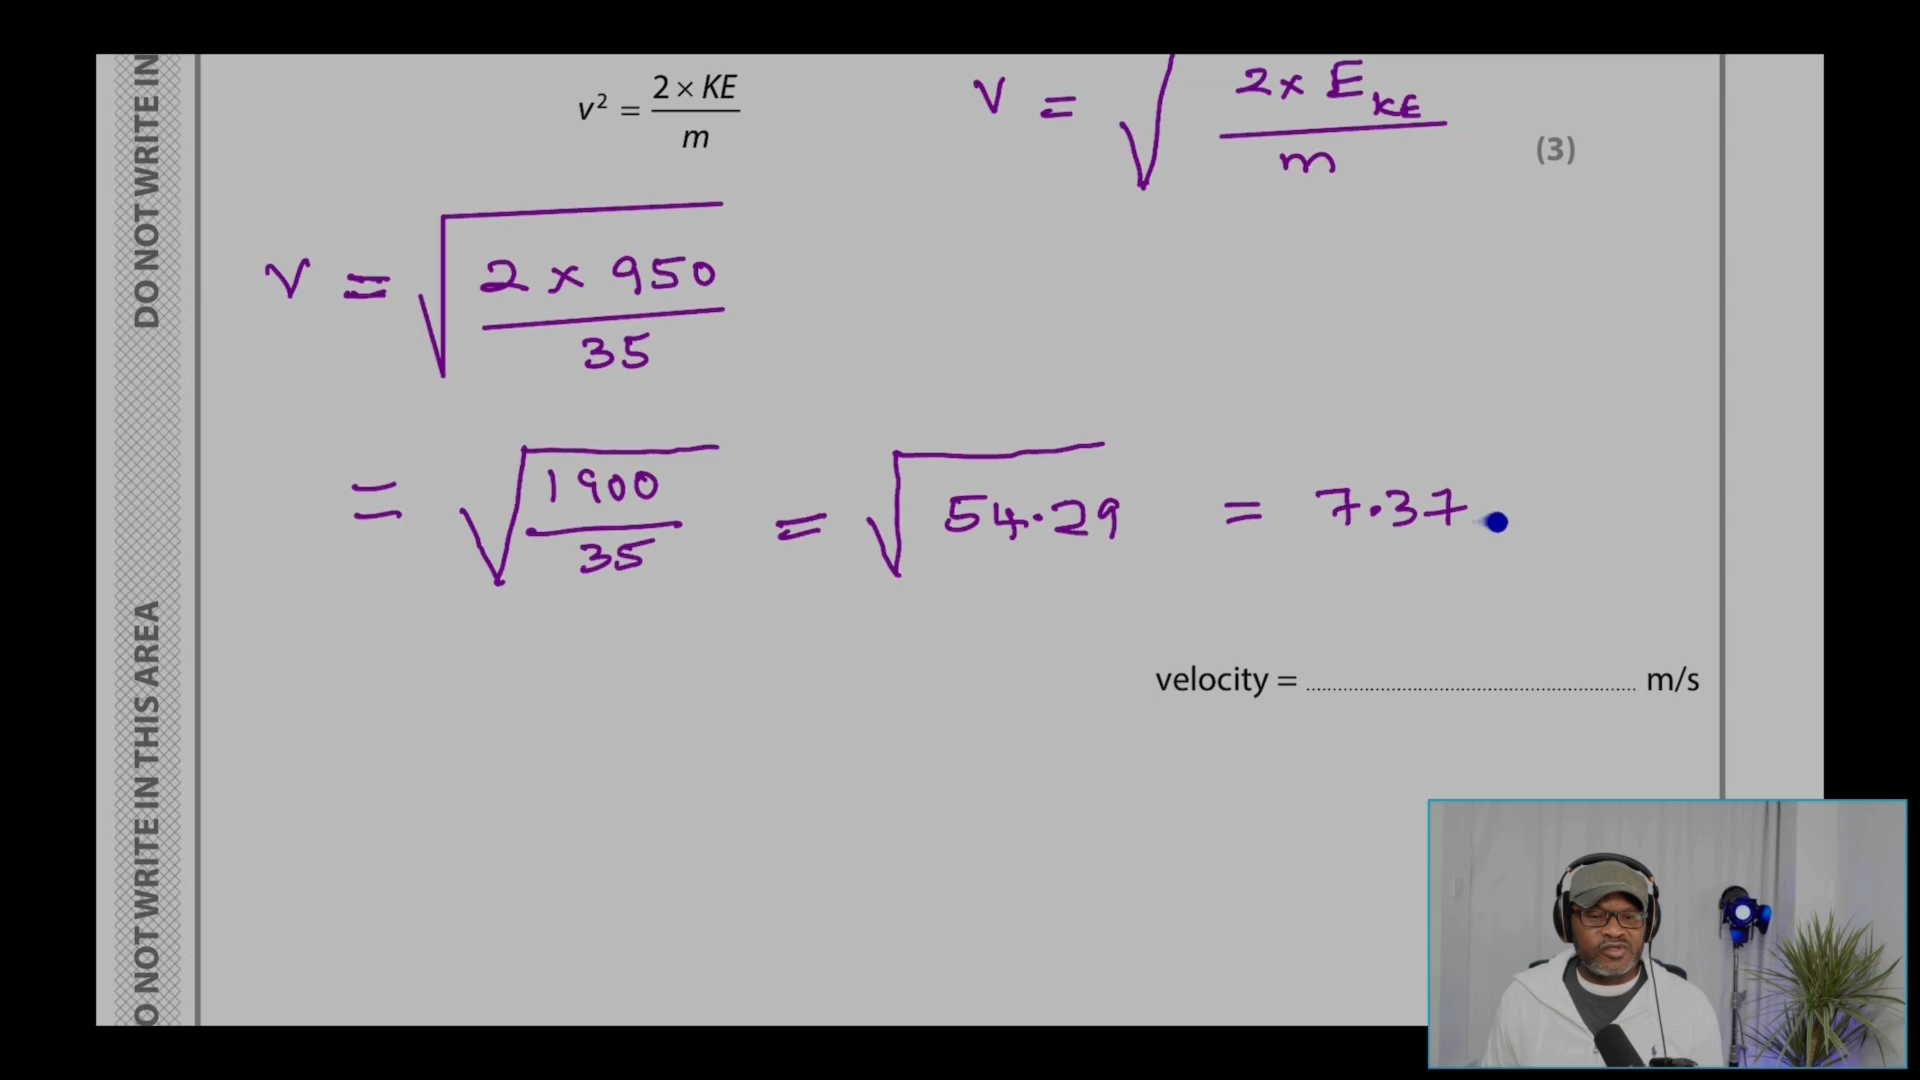 DO NOT WRITE IN
v² = 2 × KE / m
V = √(2 x E_KE / m)
(3)
v = √(2 x 950 / 35)
= √(1900 / 35) = √54.29 = 7.37
velocity = ........................................................ m/s
O NOT WRITE IN THIS AREA